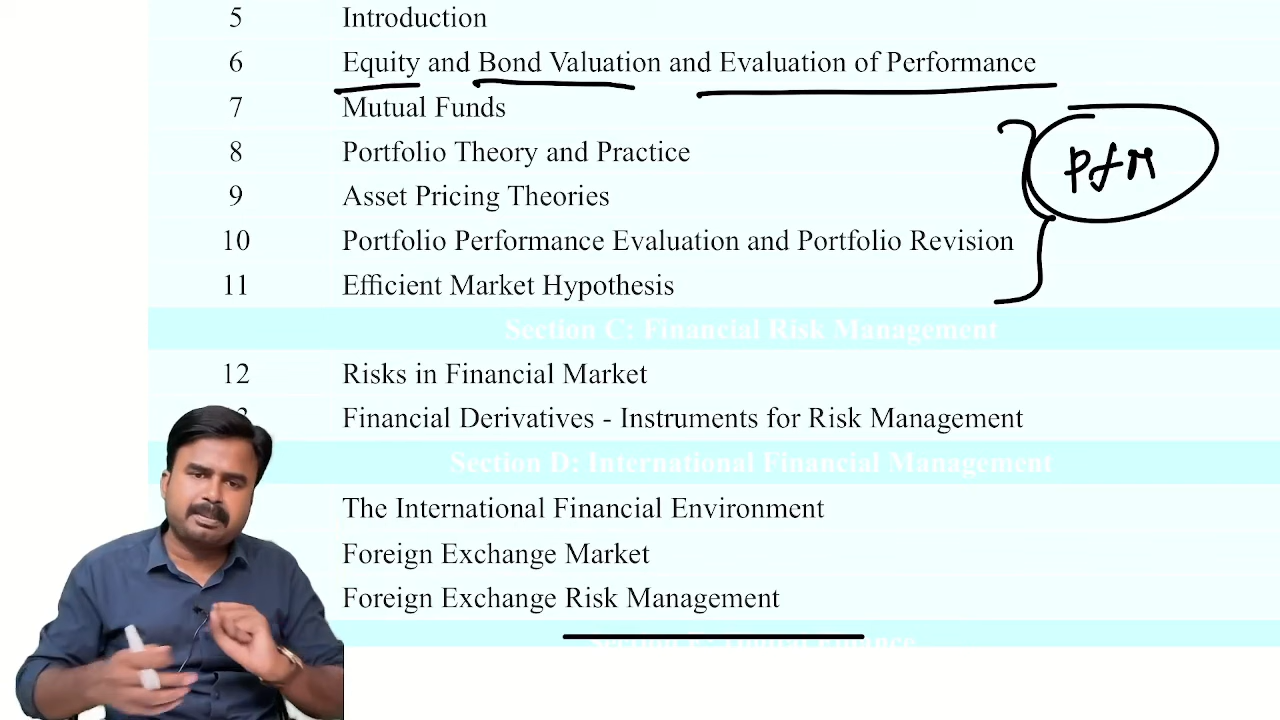 5 Introduction
6 Equity and Bond Valuation and Evaluation of Performance
7 Mutual Funds
8 Portfolio Theory and Practice
PfM
9 Asset Pricing Theories
10 Portfolio Performance Evaluation and Portfolio Revision
11 Efficient Market Hypothesis
Section C: Financial Risk Management
12 Risks in Financial Market
Financial Derivatives - Instruments for Risk Management
Section D: International Financial Management
The International Financial Environment
Foreign Exchange Market
Foreign Exchange Risk Management